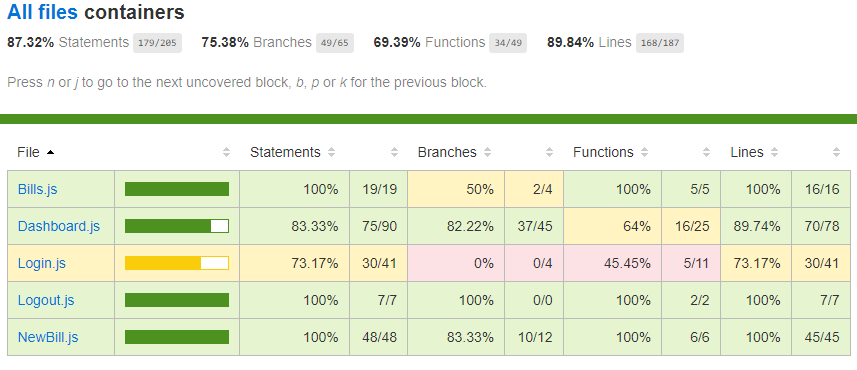 All files containers
87.32% Statements 179/205 75.38% Branches 49/65 69.39% Functions 34/49 89.84% Lines 168/187
Press n or j to go to the next uncovered block, b, p or k for the previous block.
File Statements Branches Functions Lines
Bills.js 100% 19/19 50% 2/4 100% 5/5 100% 16/16
Dashboard.js 83.33% 75/90 82.22% 37/45 64% 16/25 89.74% 70/78
Login.js 73.17% 30/41 0% 0/4 45.45% 5/11 73.17% 30/41
Logout.js 100% 7/7 100% 0/0 100% 2/2 100% 7/7
NewBill.js 100% 48/48 83.33% 10/12 100% 6/6 100% 45/45